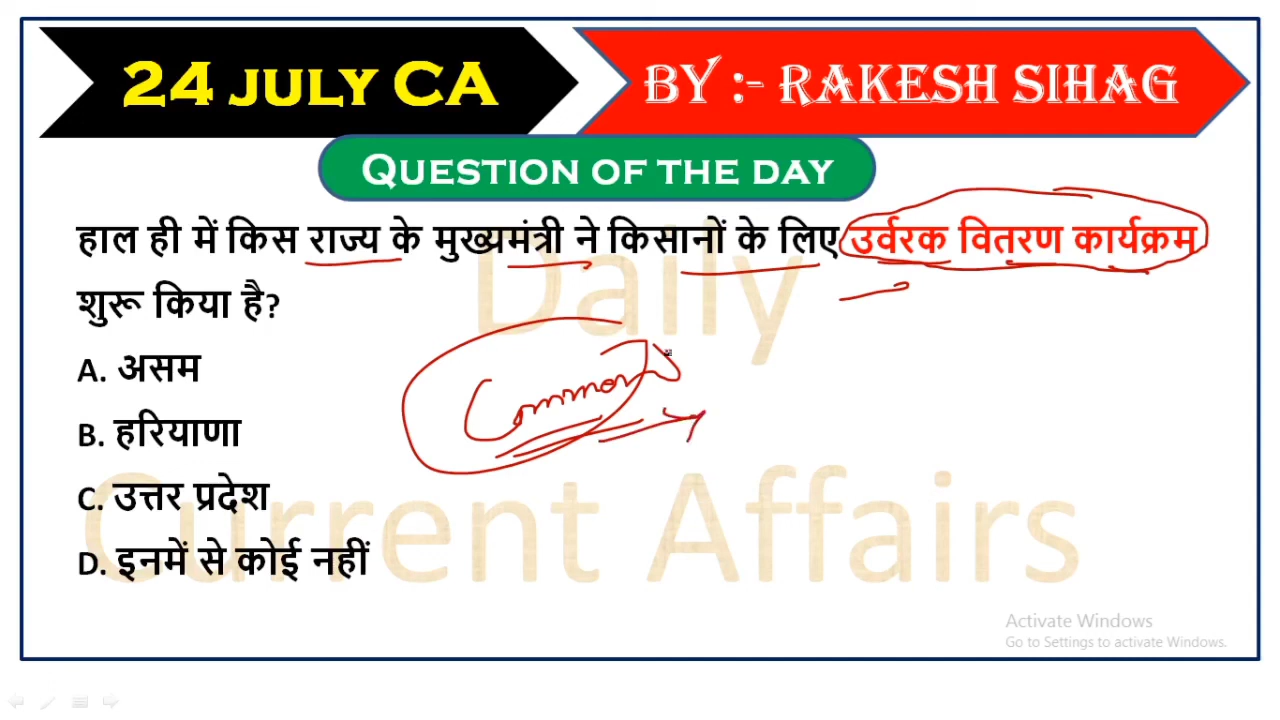 24 JULY CA
BY :- RAKESH SIHAG
QUESTION OF THE DAY
हाल ही में किस राज्य के मुख्यमंत्री ने किसानों के लिए उर्वरक वितरण कार्यक्रम
शुरू किया है?
A. असम
B. हरियाणा
C. उत्तर प्रदेश
D. इनमें से कोई नहीं
Daily
Current Affairs
Activate Windows
Go to Settings to activate Windows.